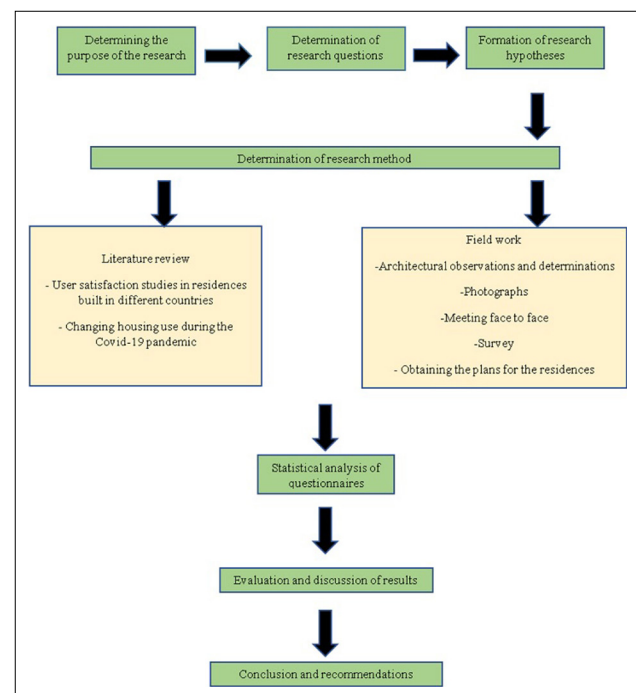 Determining the
purpose of the research
Determination of
research questions
Formation of research
hypotheses
Determination of research method
Literature review
- User satisfaction studies in residences
built in different countries
- Changing housing use during the
Covid-19 pandemic
Field work
-Architectural observations and determinations
-Photographs
-Meeting face to face
-Survey
- Obtaining the plans for the residences
Statistical analysis of
questionnaires
Evaluation and discussion of results
Conclusion and recommendations